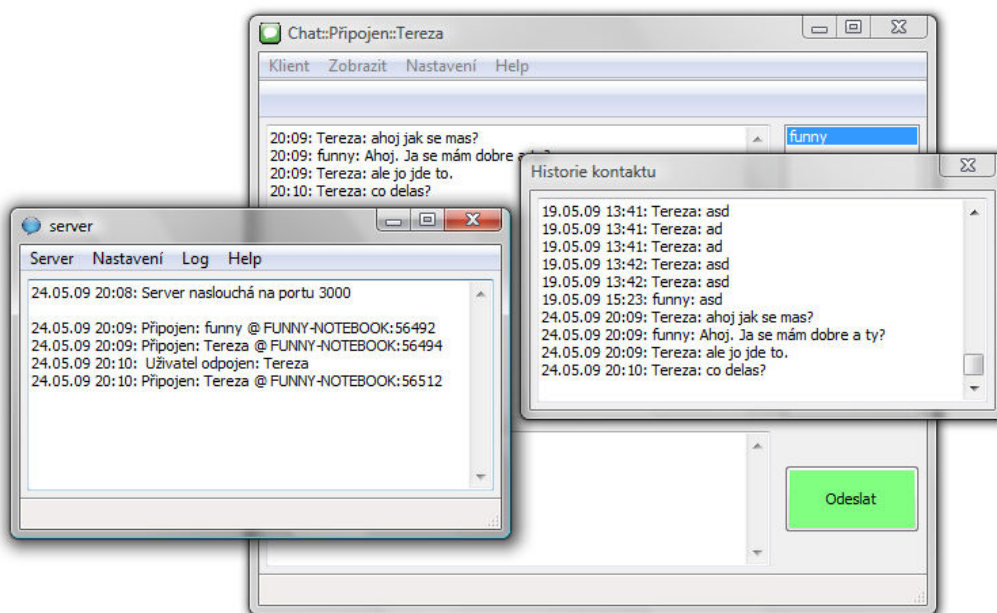 Chat::Připojen::Tereza
Klient Zobrazit Nastavení Help
20:09: Tereza: ahoj jak se mas?
20:09: funny: Ahoj. Ja se mám dobre a ty?
20:09: Tereza: ale jo jde to.
20:10: Tereza: co delas?
funny
Historie kontaktu
19.05.09 13:41: Tereza: asd
19.05.09 13:41: Tereza: ad
19.05.09 13:41: Tereza: ad
19.05.09 13:42: Tereza: asd
19.05.09 13:42: Tereza: asd
19.05.09 15:23: funny: asd
24.05.09 20:09: Tereza: ahoj jak se mas?
24.05.09 20:09: funny: Ahoj. Ja se mám dobre a ty?
24.05.09 20:09: Tereza: ale jo jde to.
24.05.09 20:10: Tereza: co delas?
server
Server Nastavení Log Help
24.05.09 20:08: Server naslouchá na portu 3000
24.05.09 20:09: Připojen: funny @ FUNNY-NOTEBOOK:56492
24.05.09 20:09: Připojen: Tereza @ FUNNY-NOTEBOOK:56494
24.05.09 20:10: Uživatel odpojen: Tereza
24.05.09 20:10: Připojen: Tereza @ FUNNY-NOTEBOOK:56512
Odeslat